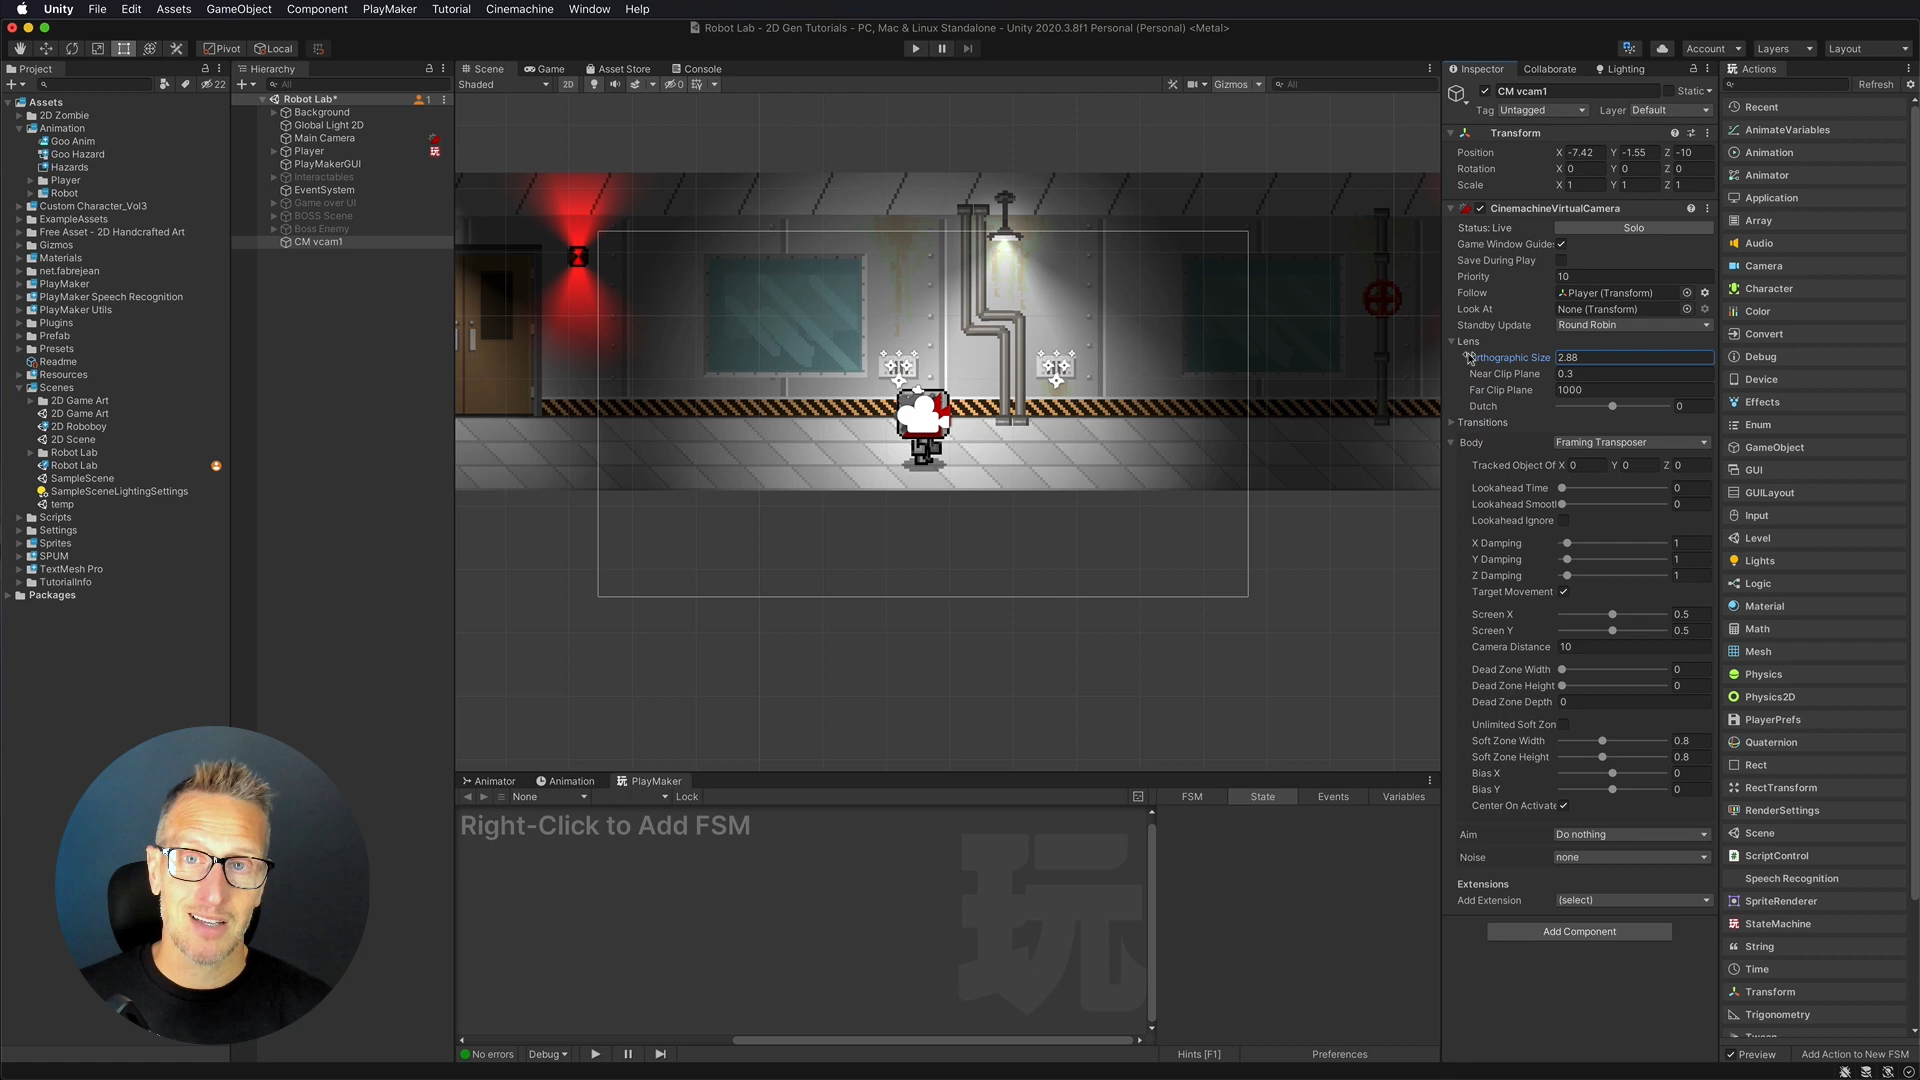 Unity File Edit Assets GameObject Component PlayMaker Tutorial Cinemachine Window Help
Robot Lab - 2D Gen Tutorials - PC, Mac & Linux Standalone - Unity 2020.3.8f1 Personal (Personal) <Metal>
Pivot Local Account Layers Layout
Project
22
Assets
2D Zombie
Animation
Goo Anim
Goo Hazard
Hazards
Player
Robot
Custom Character_Vol3
ExampleAssets
Free Asset - 2D Handcrafted Art
Gizmos
Materials
net.fabrejean
PlayMaker
PlayMaker Speech Recognition
PlayMaker Utils
Plugins
Prefab
Presets
Readme
Resources
Scenes
2D Game Art
2D Game Art
2D Roboboy
2D Scene
Robot Lab
Robot Lab
SampleScene
SampleSceneLightingSettings
temp
Scripts
Settings
Sprites
SPUM
TextMesh Pro
TutorialInfo
Packages
Hierarchy
All
Robot Lab* 1
Background
Global Light 2D
Main Camera
Player
PlayMakerGUI
Interactables
EventSystem
Game over UI
BOSS Scene
Boss Enemy
CM vcam1
Scene Game Asset Store Console
Shaded 2D 0 Gizmos All
Animator Animation PlayMaker
None Lock
FSM State Events Variables
Right-Click to Add FSM
玩
No errors Debug
Hints [F1] Preferences
Inspector Collaborate Lighting
CM vcam1 Static
Tag Untagged Layer Default
Transform
Position X -7.42 Y -1.55 Z -10
Rotation X 0 Y 0 Z 0
Scale X 1 Y 1 Z 1
CinemachineVirtualCamera
Status: Live Solo
Game Window Guides
Save During Play
Priority 10
Follow Player (Transform)
Look At None (Transform)
Standby Update Round Robin
Lens
Orthographic Size 2.88
Near Clip Plane 0.3
Far Clip Plane 1000
Dutch 0
Transitions
Body Framing Transposer
Tracked Object Of X 0 Y 0 Z 0
Lookahead Time 0
Lookahead Smoot 0
Lookahead Ignore
X Damping 1
Y Damping 1
Z Damping 1
Target Movement
Screen X 0.5
Screen Y 0.5
Camera Distance 10
Dead Zone Width 0
Dead Zone Height 0
Dead Zone Depth 0
Unlimited Soft Zon
Soft Zone Width 0.8
Soft Zone Height 0.8
Bias X 0
Bias Y 0
Center On Activate
Aim Do nothing
Noise none
Extensions
Add Extension (select)
Add Component
Actions
Refresh
Recent
AnimateVariables
Animation
Animator
Application
Array
Audio
Camera
Character
Color
Convert
Debug
Device
Effects
Enum
GameObject
GUI
GUILayout
Input
Level
Lights
Logic
Material
Math
Mesh
Physics
Physics2D
PlayerPrefs
Quaternion
Rect
RectTransform
RenderSettings
Scene
ScriptControl
Speech Recognition
SpriteRenderer
StateMachine
String
Time
Transform
Trigonometry
Preview Add Action to New FSM